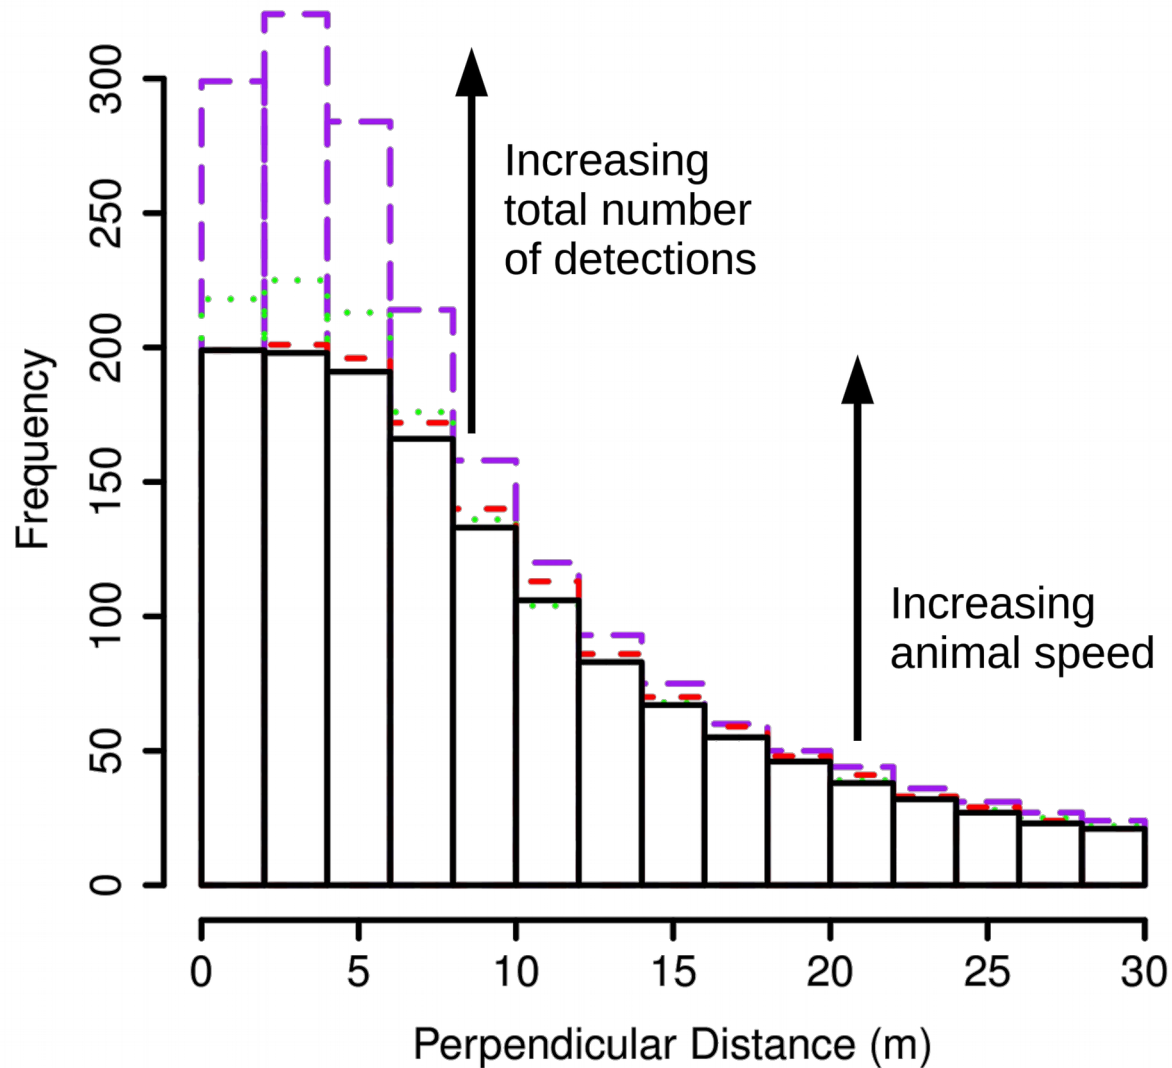 300
250
200
150
100
50
0
Frequency
Increasing
total number
of detections
Increasing
animal speed
0 5 10 15 20 25 30
Perpendicular Distance (m)